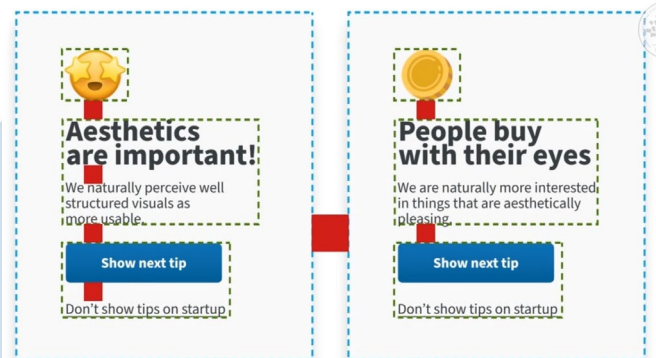 Aesthetics
are important!
We naturally perceive well
structured visuals as
more usable.
Show next tip
Don't show tips on startup
People buy
with their eyes
We are naturally more interested
in things that are aesthetically
pleasing.
Show next tip
Don't show tips on startup